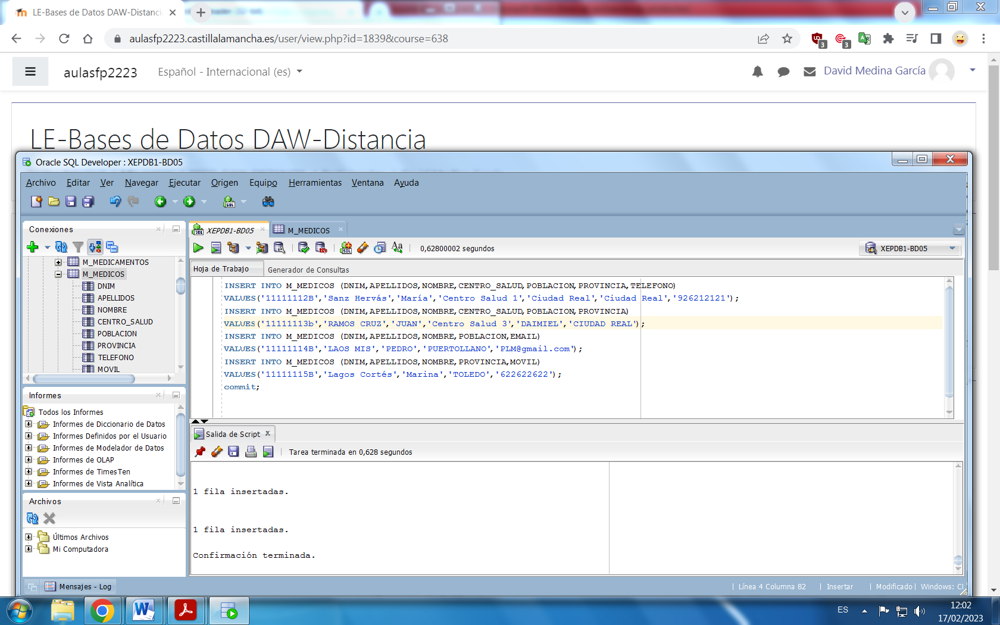 LE-Bases de Datos DAW-Distanci
aulasfp2223.castillalamancha.es/user/view.php?id=1839&course=638
3
3
aulasfp2223
Español - Internacional (es)
David Medina García
LE-Bases de Datos DAW-Distancia
Oracle SQL Developer : XEPDB1-BD05
Archivo Editar Ver Navegar Ejecutar Origen Equipo Herramientas Ventana Ayuda
Conexiones
M_MEDICAMENTOS
M_MEDICOS
DNIM
APELLIDOS
NOMBRE
CENTRO_SALUD
POBLACION
PROVINCIA
TELEFONO
MOVIL
Informes
Todos los Informes
Informes de Diccionario de Datos
Informes Definidos por el Usuario
Informes de Modelador de Datos
Informes de OLAP
Informes de TimesTen
Informes de Vista Analítica
Archivos
Últimos Archivos
Mi Computadora
XEPDB1-BD05
M_MEDICOS
0,62800002 segundos
XEPDB1-BD05
Hoja de Trabajo
Generador de Consultas
INSERT INTO M_MEDICOS (DNIM,APELLIDOS,NOMBRE,CENTRO_SALUD,POBLACION,PROVINCIA,TELEFONO)
VALUES('11111112B','Sanz Hervás','María','Centro Salud 1','Ciudad Real','Ciudad Real','926212121');
INSERT INTO M_MEDICOS (DNIM,APELLIDOS,NOMBRE,CENTRO_SALUD,POBLACION,PROVINCIA)
VALUES('11111113b','RAMOS CRUZ','JUAN','Centro Salud 3','DAIMIEL','CIUDAD REAL');
INSERT INTO M_MEDICOS (DNIM,APELLIDOS,NOMBRE,POBLACION,EMAIL)
VALUES('11111114B','LAOS MIS','PEDRO','PUERTOLLANO','PLM@gmail.com');
INSERT INTO M_MEDICOS (DNIM,APELLIDOS,NOMBRE,PROVINCIA,MOVIL)
VALUES('11111115B','Lagos Cortés','Marina','TOLEDO','622622622');
commit;
Salida de Script
Tarea terminada en 0,628 segundos
1 fila insertadas.
1 fila insertadas.
Confirmación terminada.
Mensajes - Log
Línea 4 Columna 82
Insertar
Modificado
Windows: CI
ES
12:02
17/02/2023